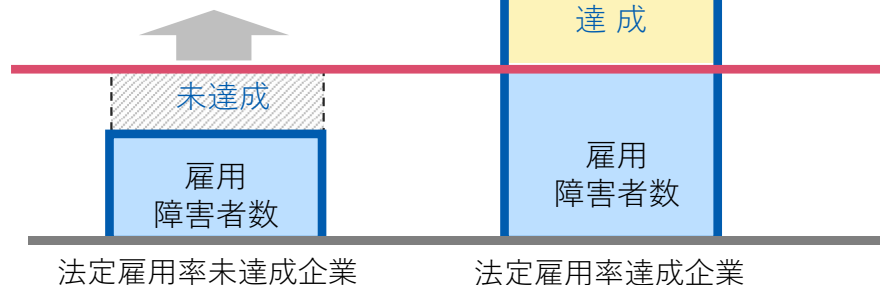 達 成
未達成
雇用
障害者数
雇用
障害者数
法定雇用率未達成企業
法定雇用率達成企業